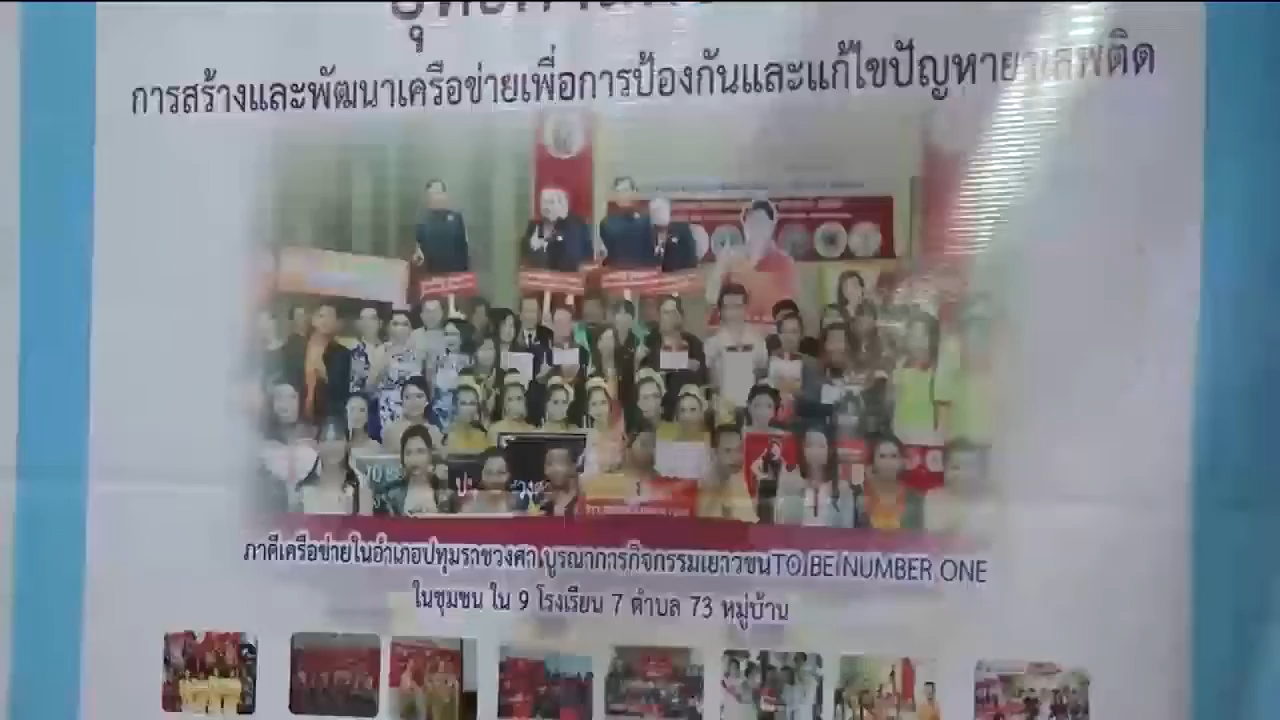 การสร้างและพัฒนาเครือข่ายเพื่อการป้องกันและแก้ไขปัญหายาเสพติด
ภาคีเครือข่ายในอำเภอปทุมราชวงศา บูรณาการกิจกรรมเยาวชนTO BE NUMBER ONE
ในชุมชน ใน 9 โรงเรียน 7 ตำบล 73 หมู่บ้าน